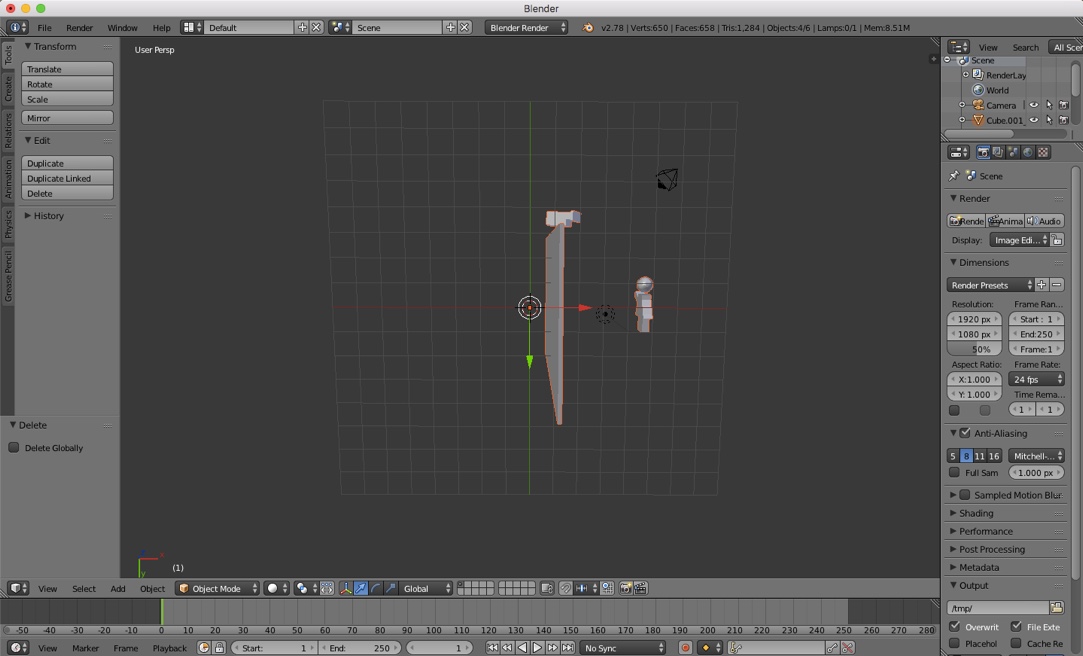 Blender
File Render Window Help Default Scene Blender Render v2.78 | Verts:650 | Faces:658 | Tris:1,284 | Objects:4/6 | Lamps:0/1 | Mem:8.51M
Tools
Create
Relations
Animation
Physics
Grease Pencil
Transform
Translate
Rotate
Scale
Mirror
Edit
Duplicate
Duplicate Linked
Delete
History
Delete
Delete Globally
User Persp
x
y
(1)
View Select Add Object Object Mode Global
View Search All Scen
Scene
RenderLay
World
Camera
Cube.001
Scene
Render
Rende Anima Audio
Display: Image Edi...
Dimensions
Render Presets
Resolution: Frame Ran...
1920 px Start : 1
1080 px End:250
50% Frame:1
Aspect Ratio: Frame Rate:
X:1.000 24 fps
Y: 1.000 Time Rema...
1 1
Anti-Aliasing
5 8 11 16 Mitchell-...
Full Sam 1.000 px
Sampled Motion Blur
Shading
Performance
Post Processing
Metadata
Output
/tmp/
Overwrit File Exte
Placehol Cache Re
-50 -40 -30 -20 -10 0 10 20 30 40 50 60 70 80 90 100 110 120 130 140 150 160 170 180 190 200 210 220 230 240 250 260 270 280
View Marker Frame Playback Start: 1 End: 250 1 No Sync